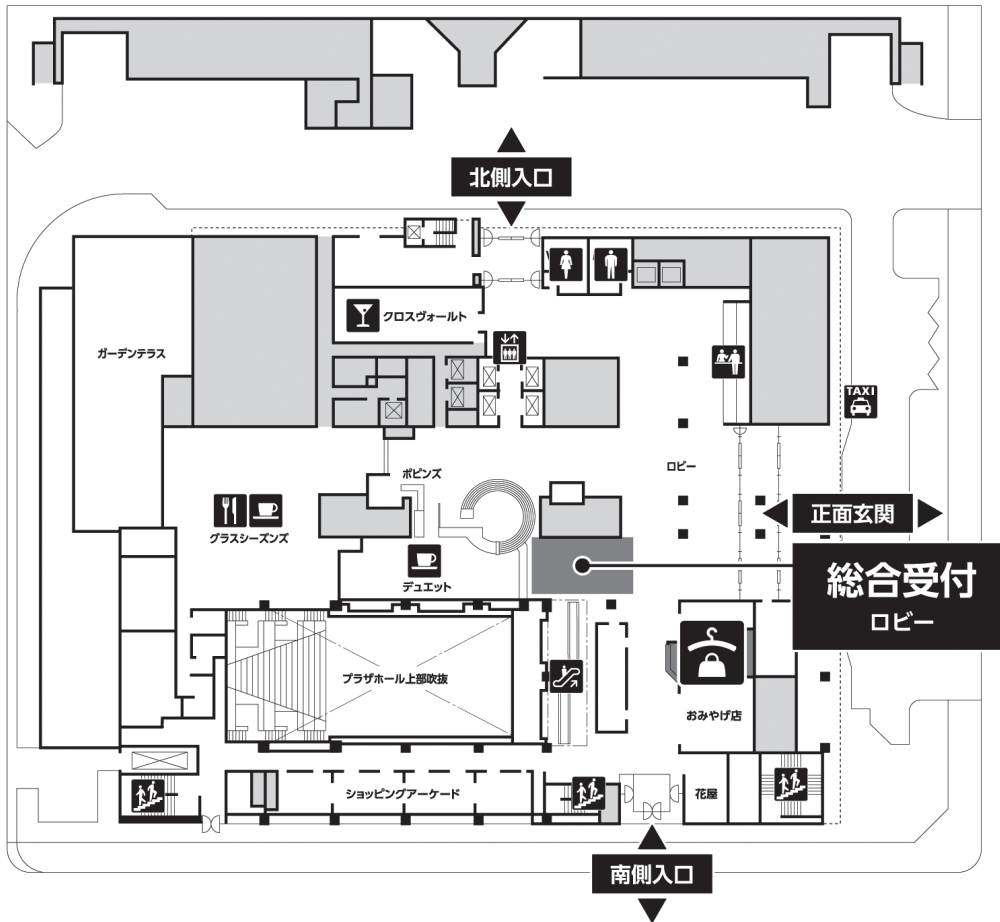 北側入口
クロスヴォールト
ガーデンテラス
TAXI
ロビー
ポピンズ
正面玄関
グラスシーズンズ
総合受付
ロビー
デュエット
プラザホール上部吹抜
おみやげ店
ショッピングアーケード
花屋
南側入口